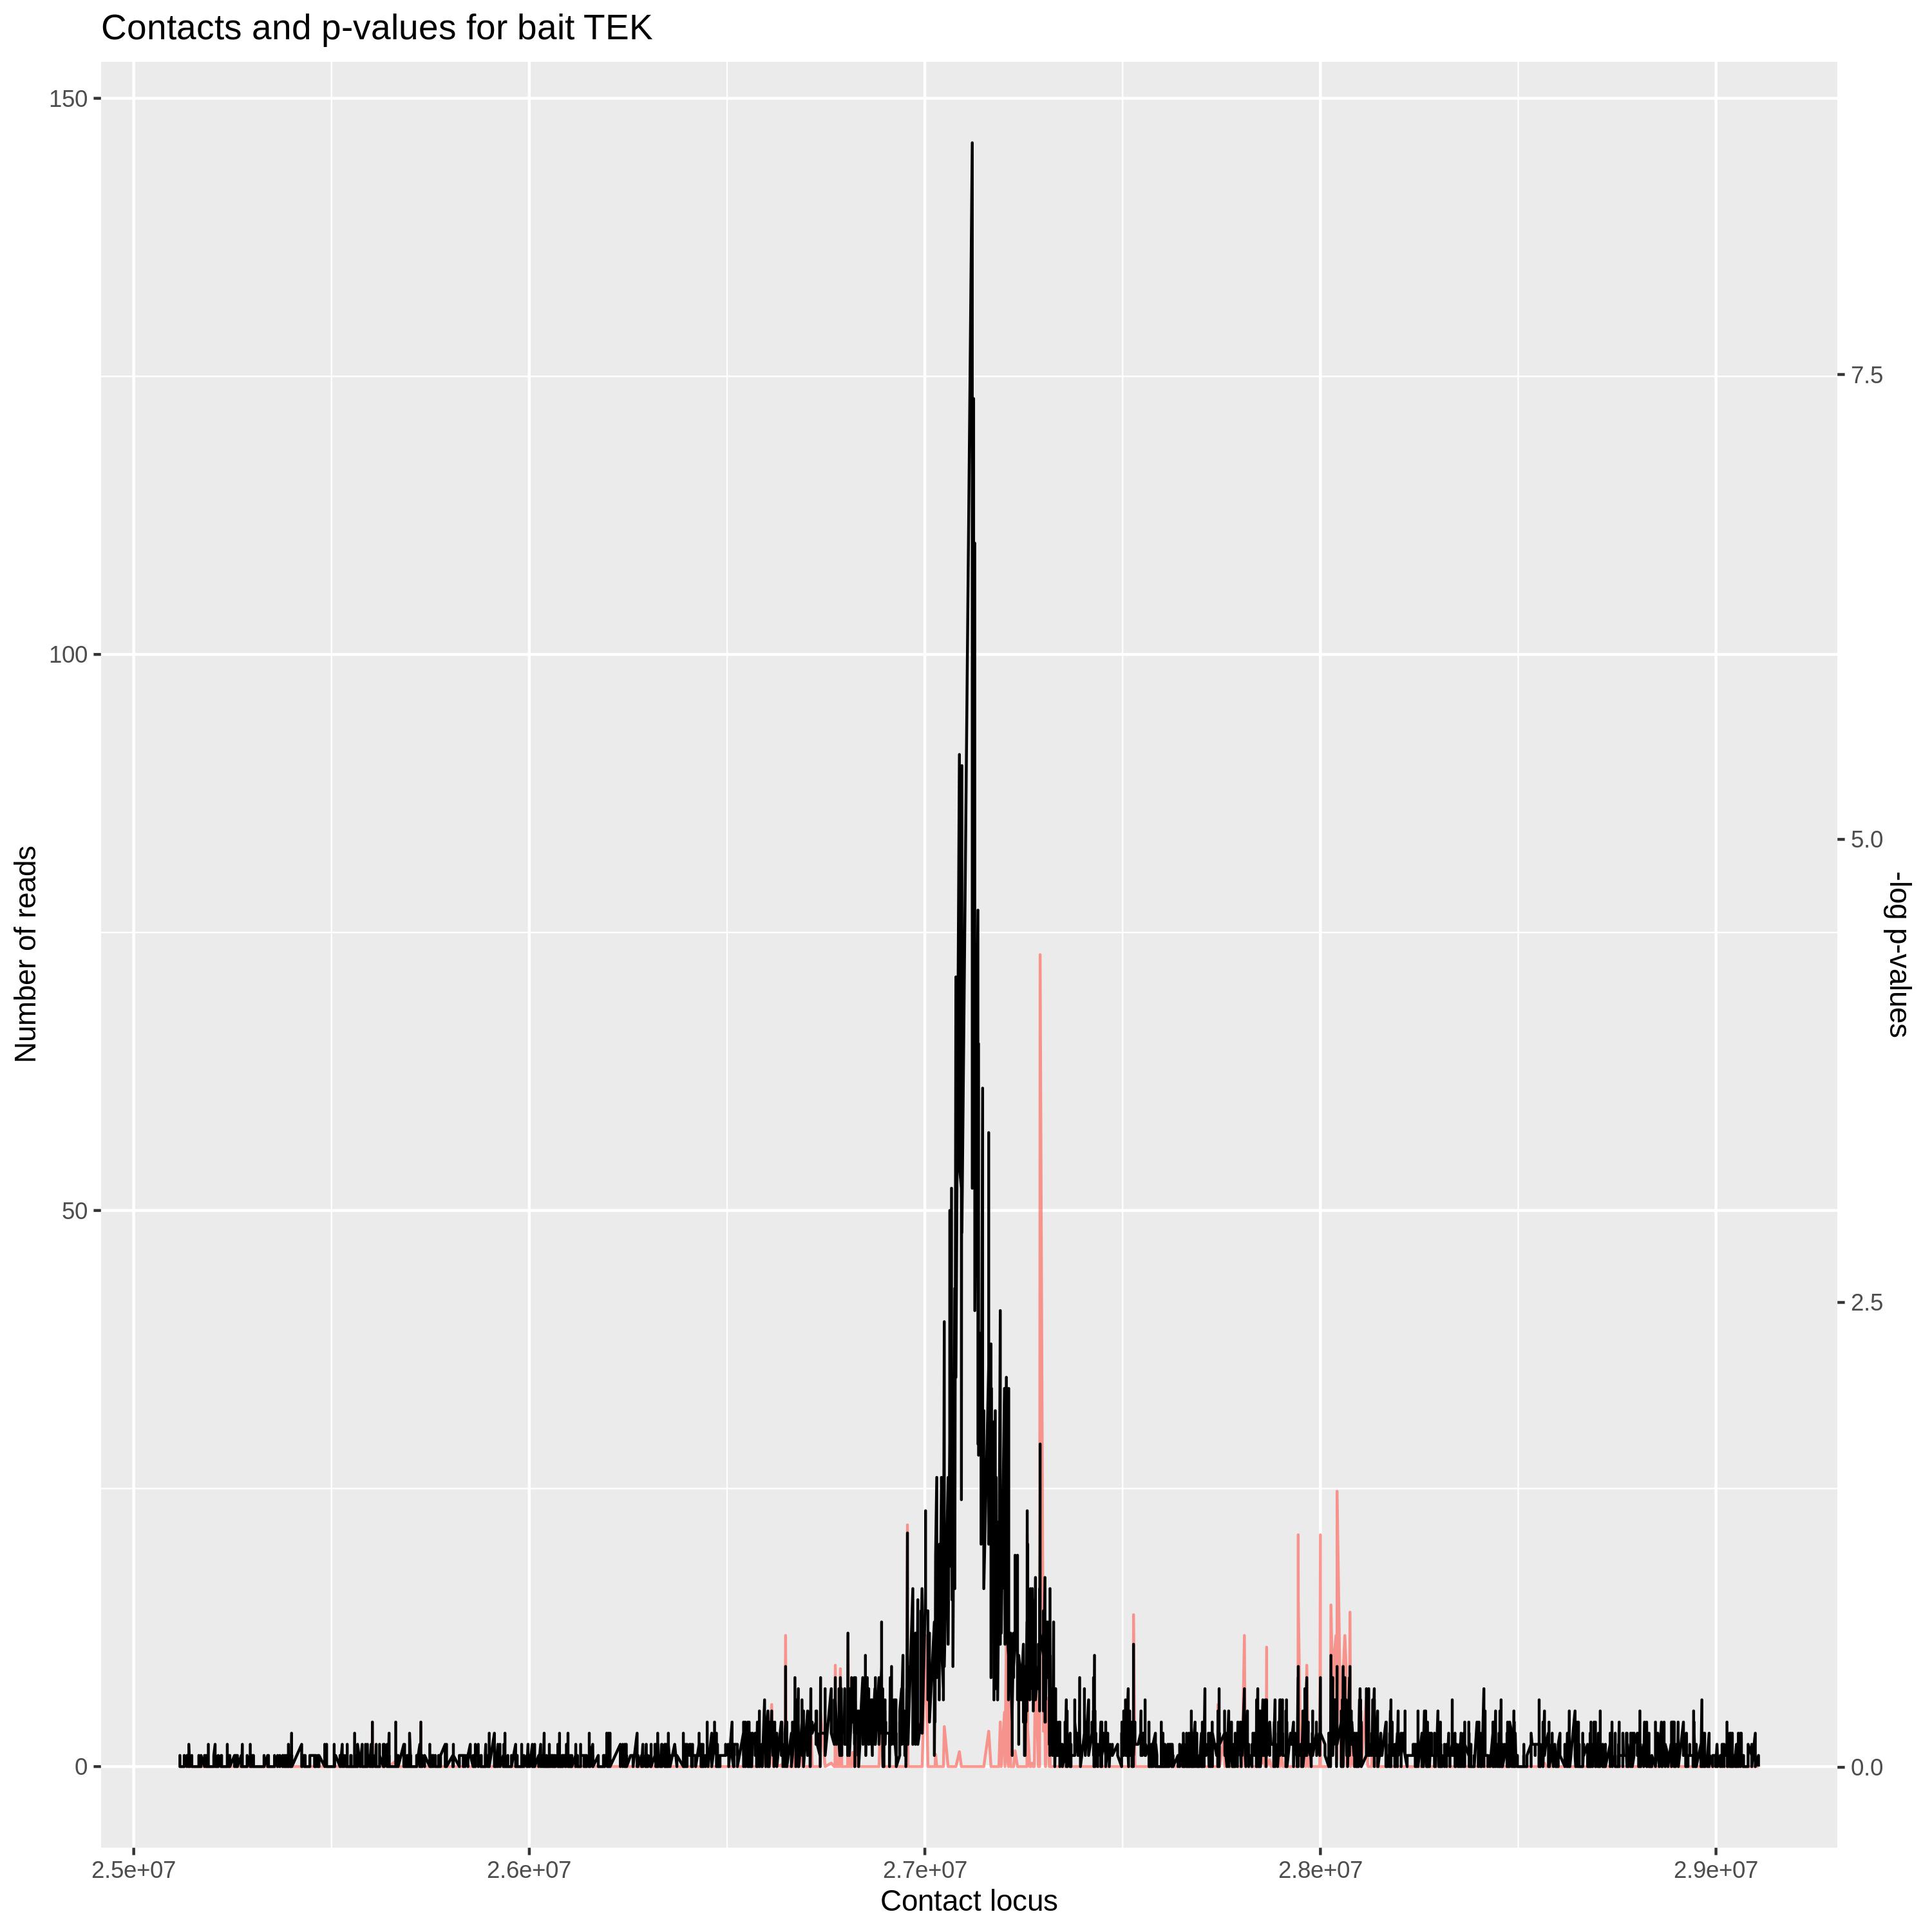 Contacts and p-values for bait TEK
150
100
50
0
Number of reads
7.5
5.0
2.5
0.0
-log p-values
2.5e+07
2.6e+07
2.7e+07
2.8e+07
2.9e+07
Contact locus